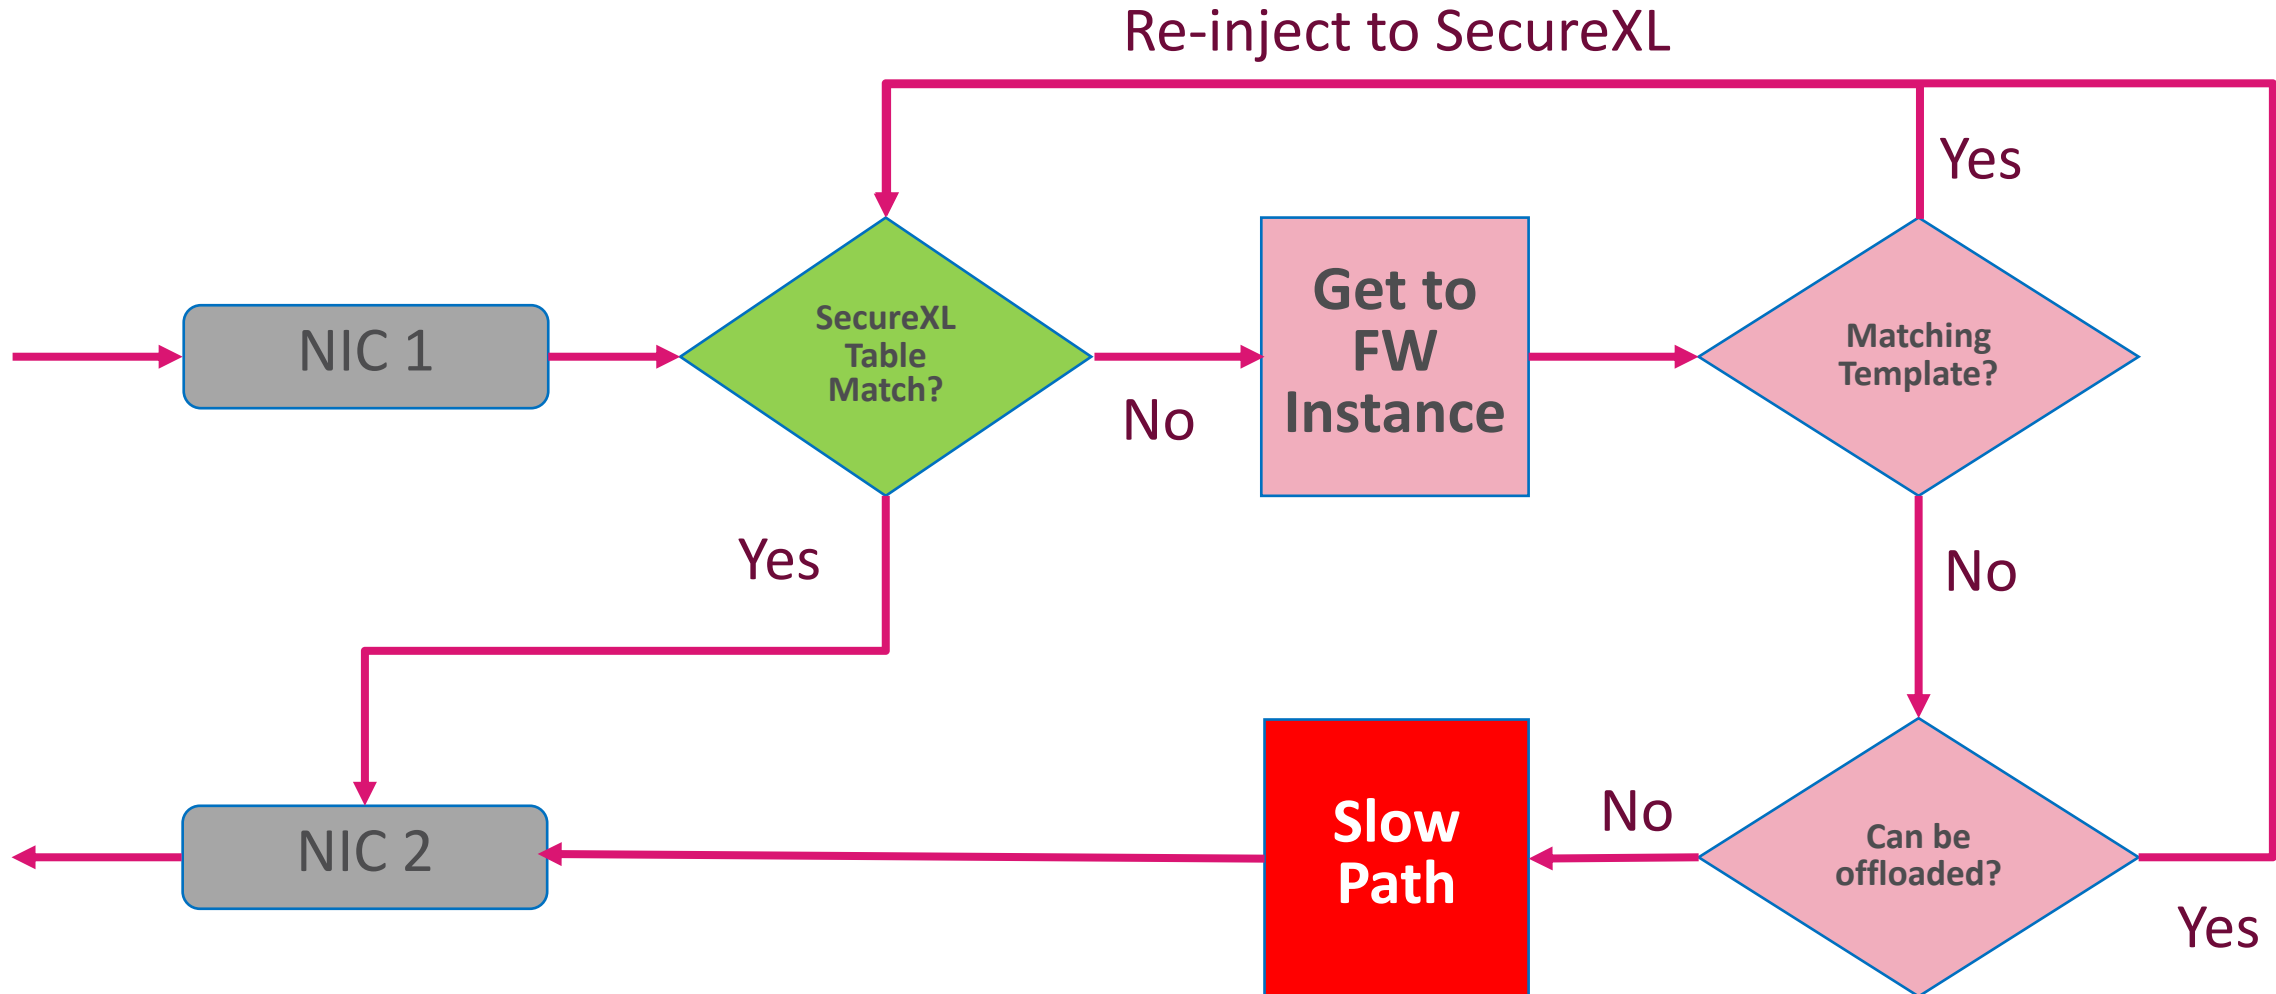 Re-inject to SecureXL
Yes
NIC 1
SecureXL
Table
Match?
No
Get to
FW
Instance
Matching
Template?
Yes
No
NIC 2
Slow
Path
No
Can be
offloaded?
Yes